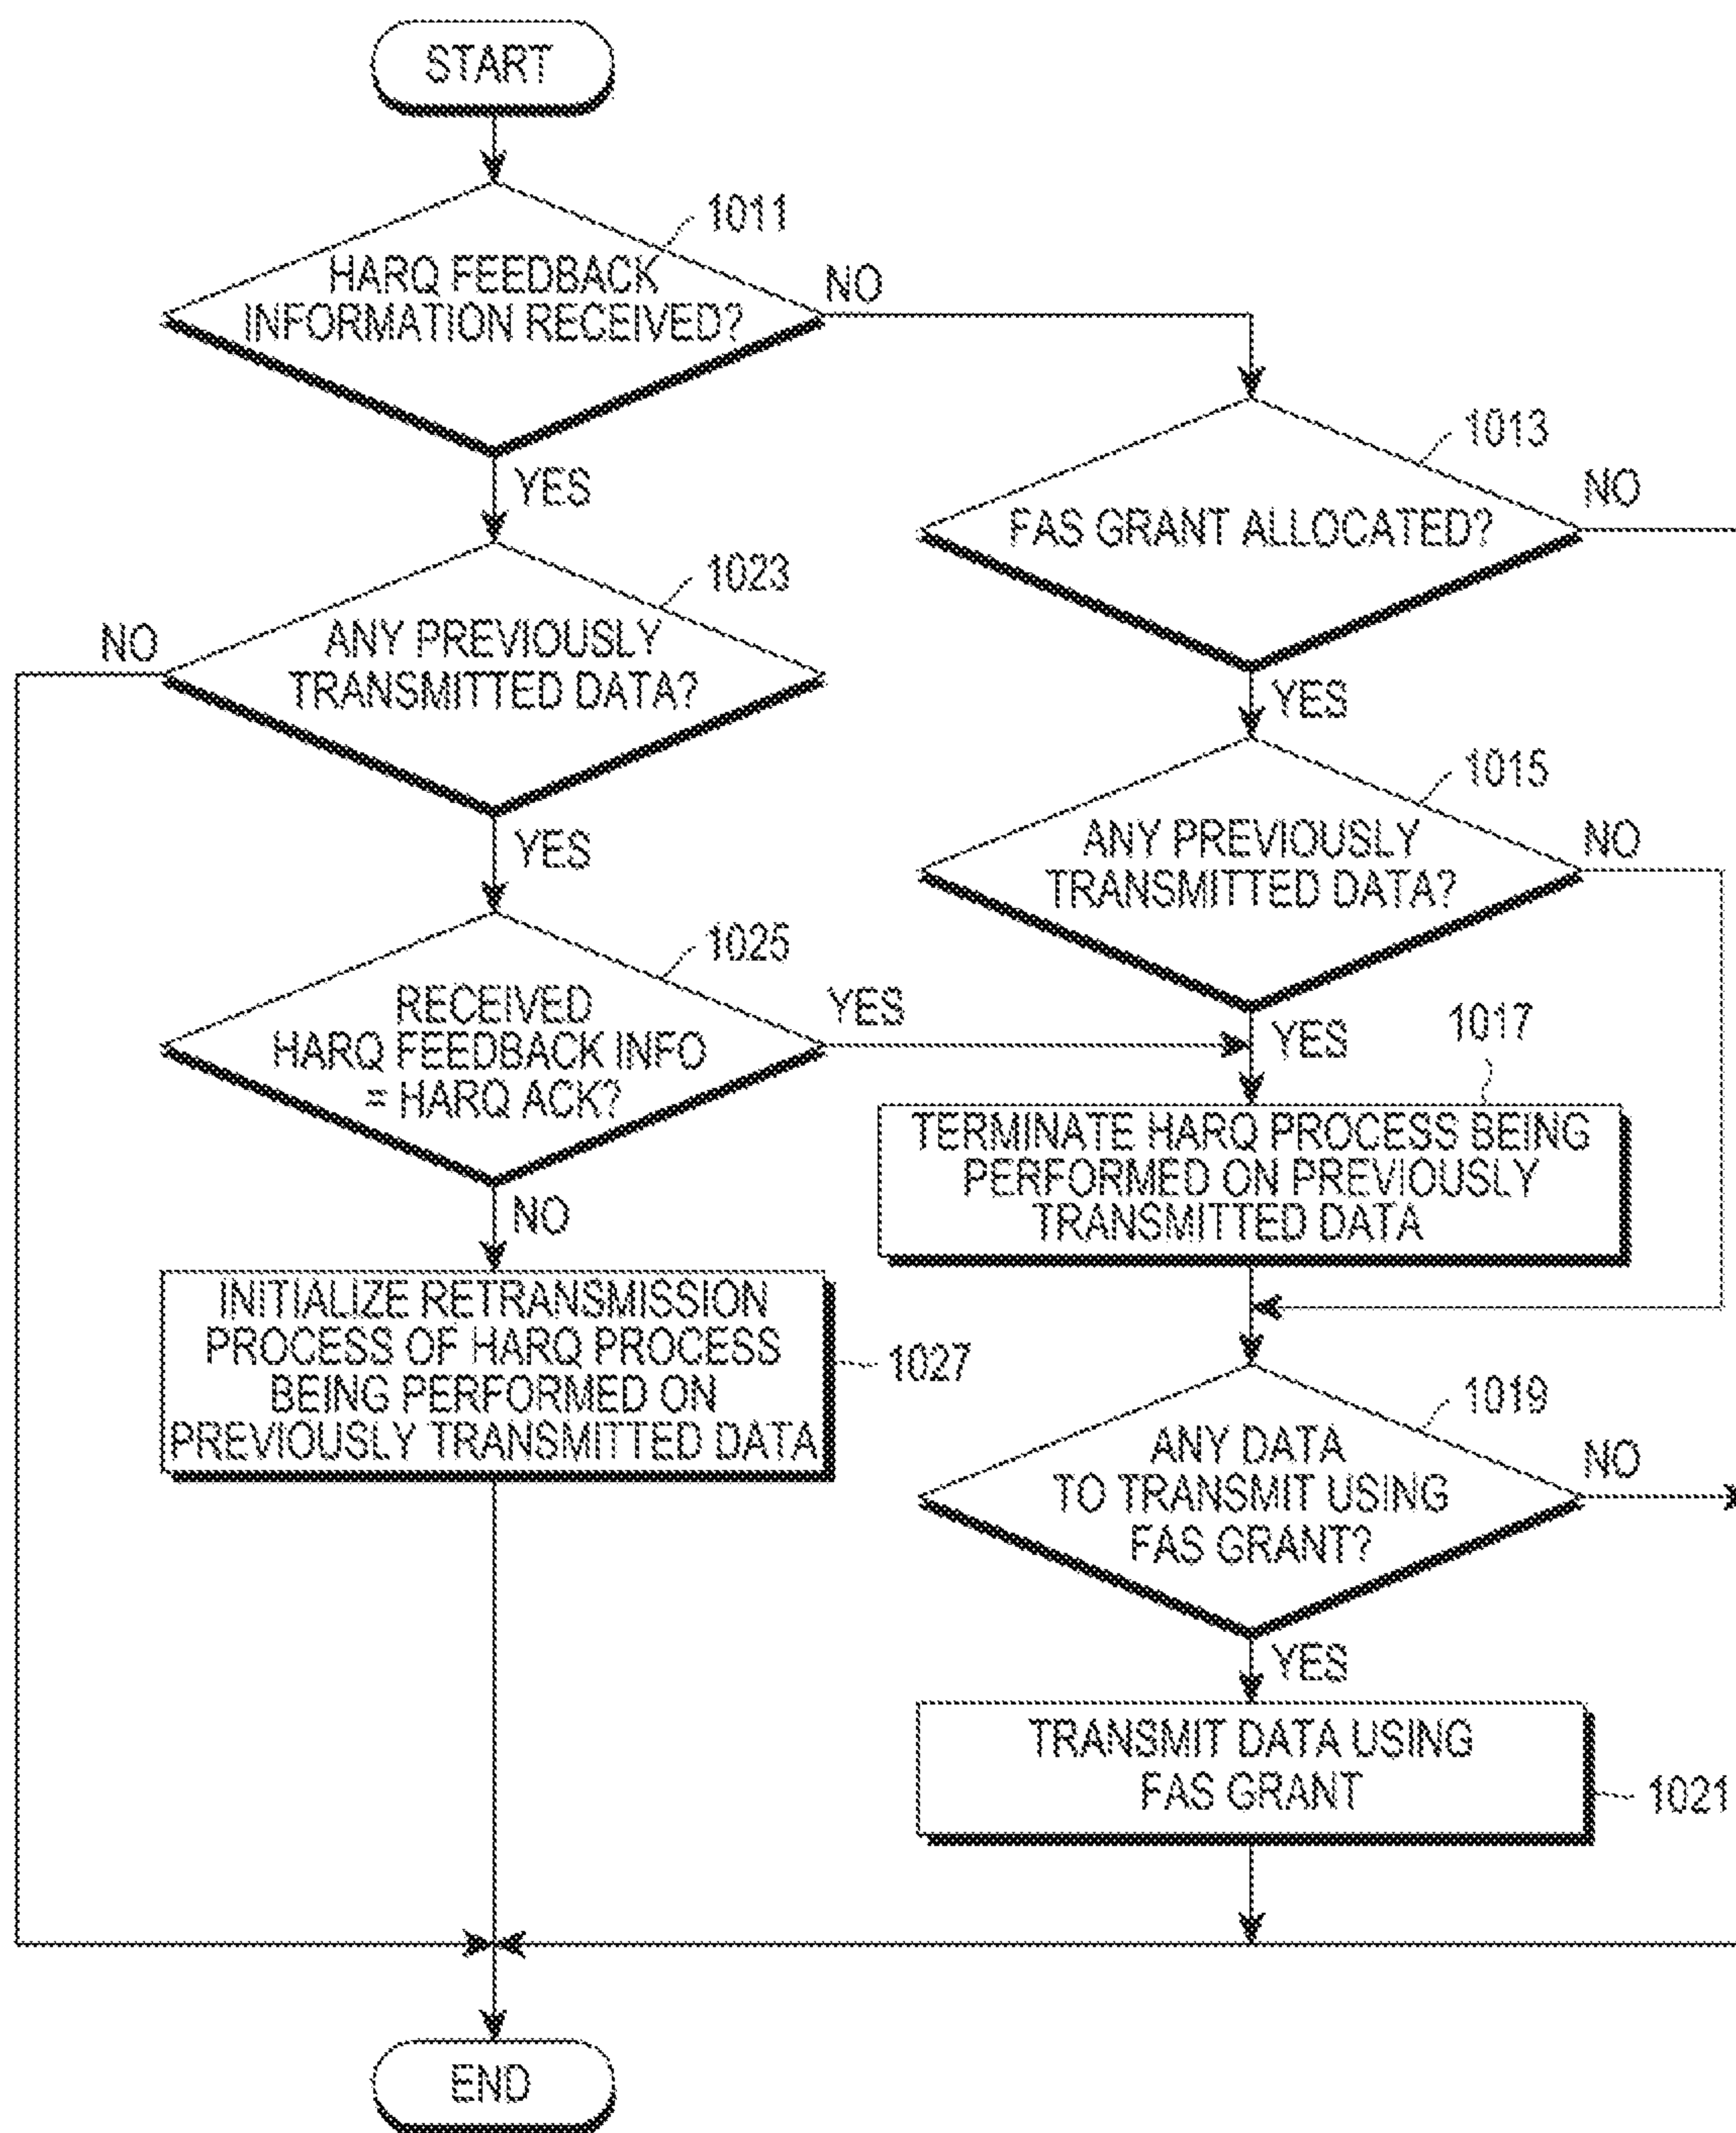 START
1011
HARQ FEEDBACK
INFORMATION RECEIVED?
NO
YES
1013
FAS GRANT ALLOCATED?
NO
YES
1023
ANY PREVIOUSLY
TRANSMITTED DATA?
NO
YES
1015
ANY PREVIOUSLY
TRANSMITTED DATA?
NO
YES
1025
RECEIVED
HARQ FEEDBACK INFO
= HARQ ACK?
YES
NO
1017
TERMINATE HARQ PROCESS BEING
PERFORMED ON PREVIOUSLY
TRANSMITTED DATA
INITIALIZE RETRANSMISSION
PROCESS OF HARQ PROCESS
BEING PERFORMED ON
PREVIOUSLY TRANSMITTED DATA
1027
1019
ANY DATA
TO TRANSMIT USING
FAS GRANT?
NO
YES
TRANSMIT DATA USING
FAS GRANT
1021
END